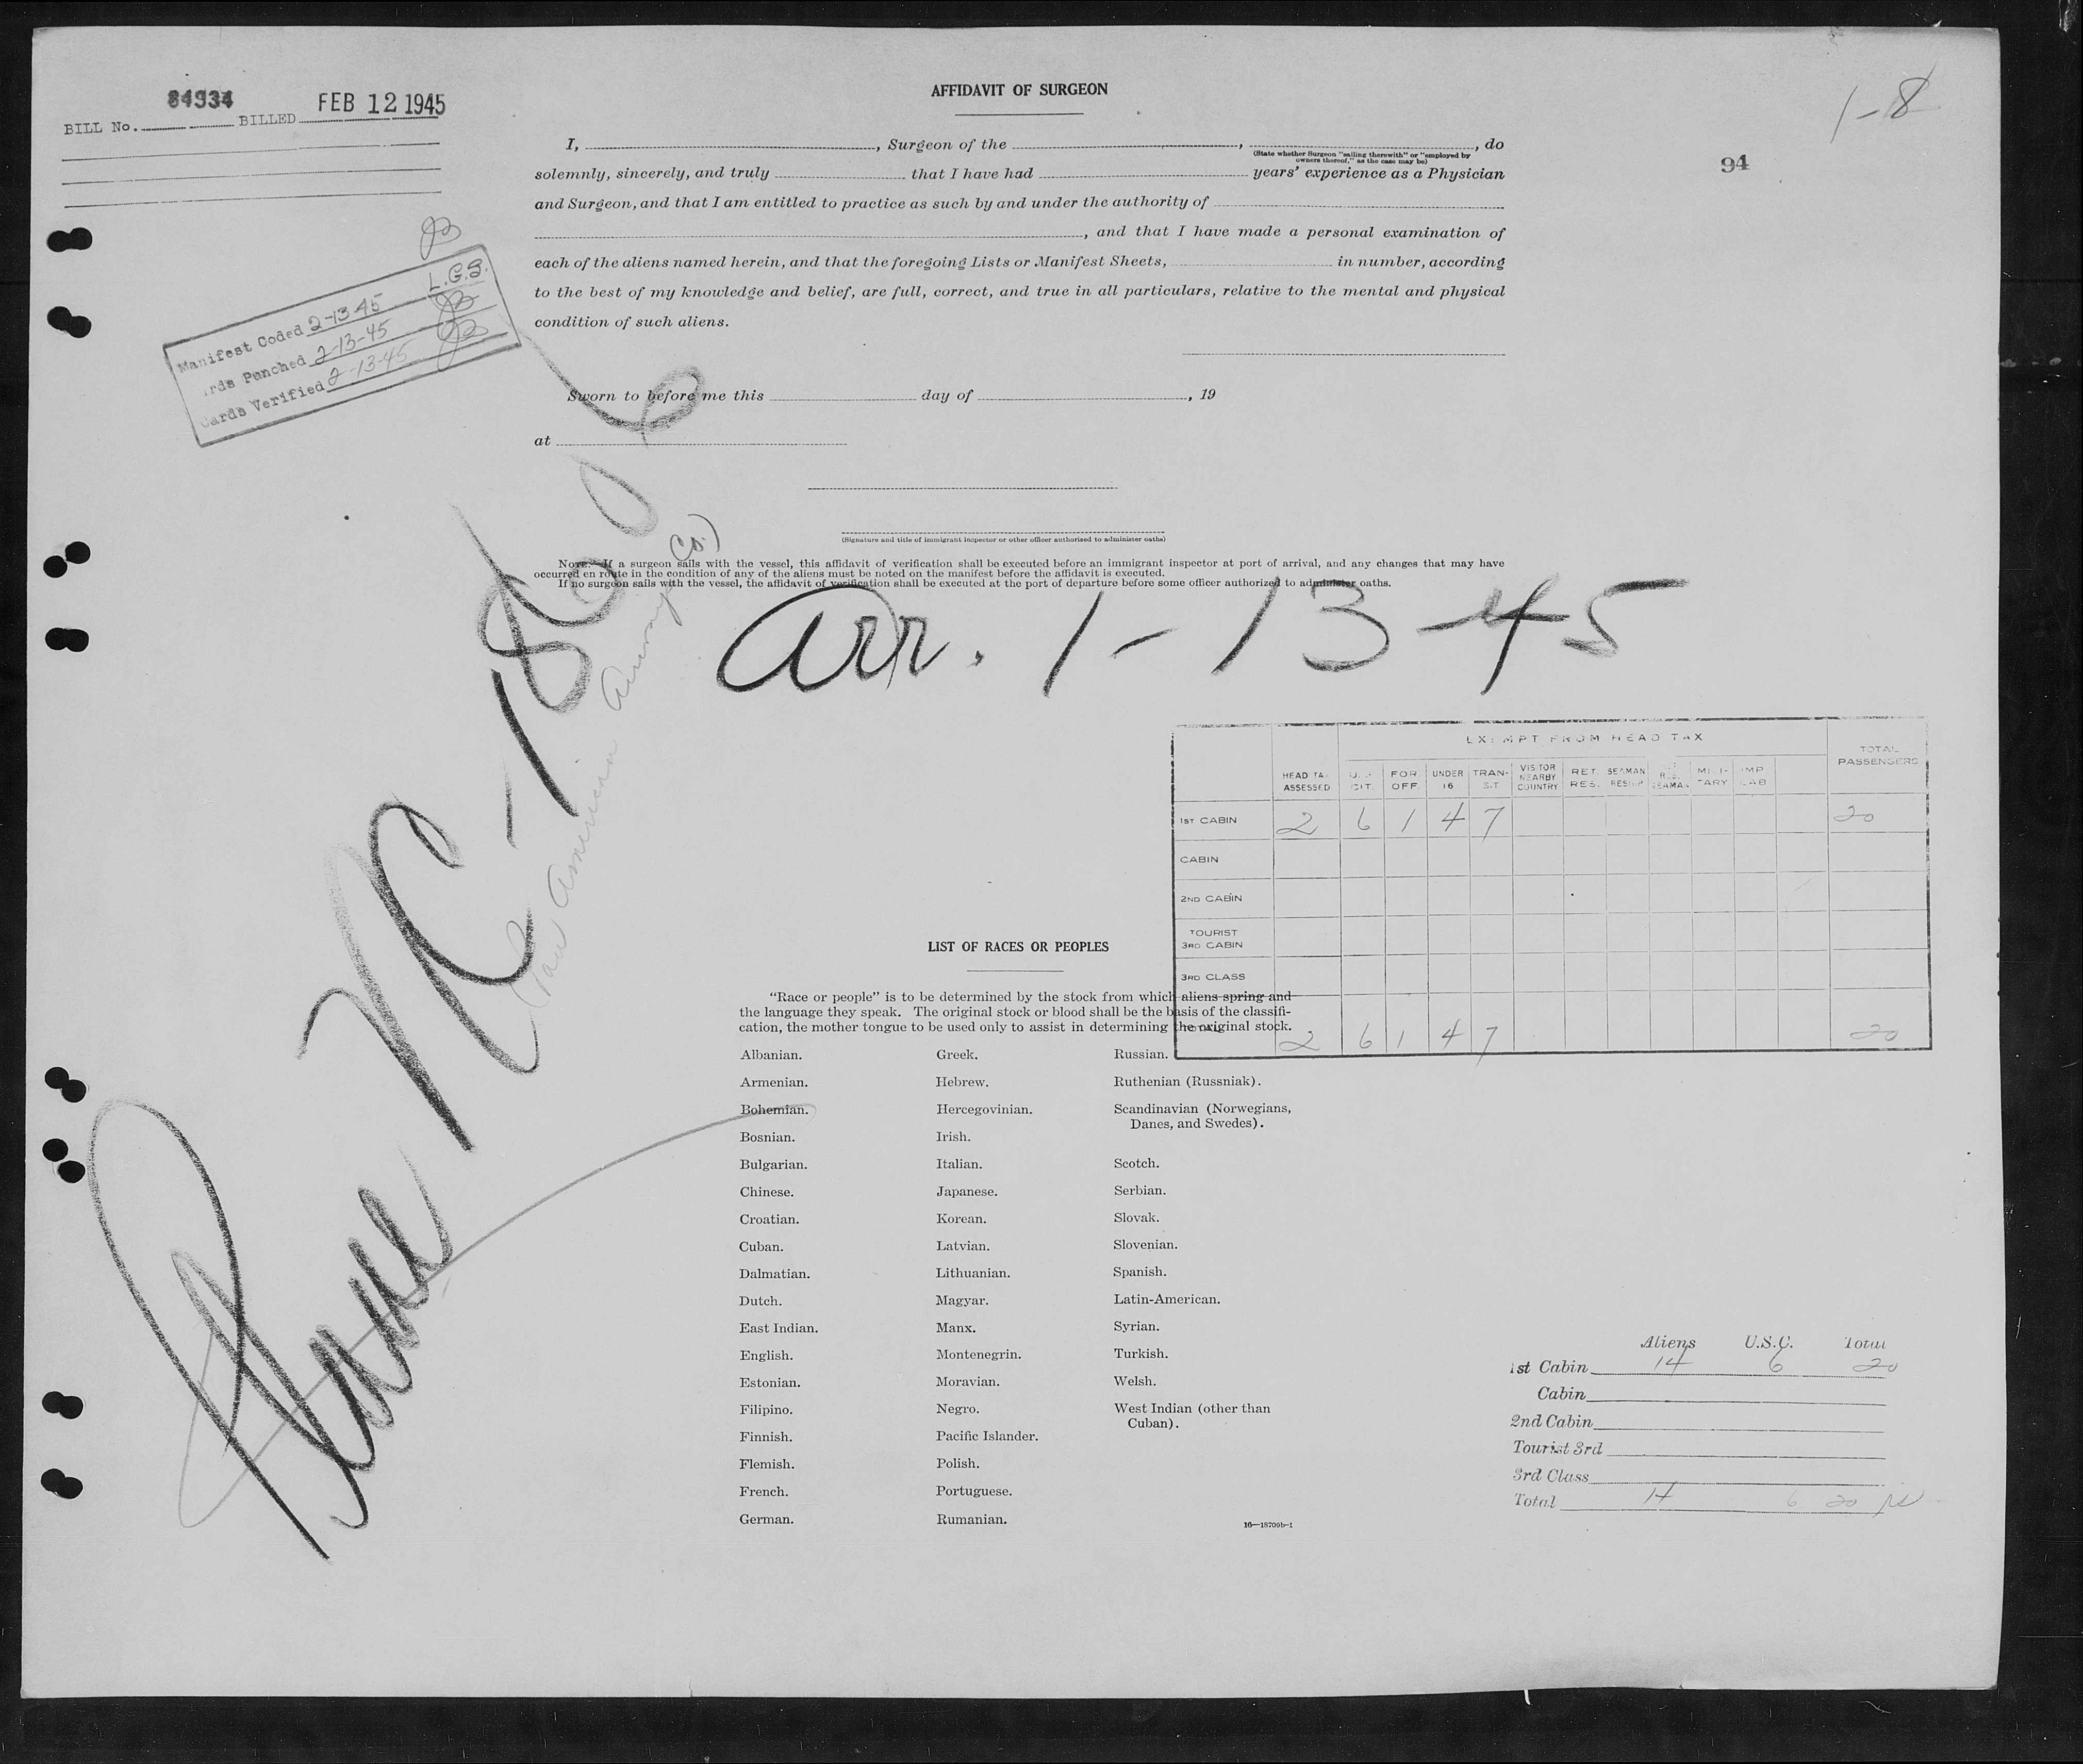 84934 FEB 12 1945
BILL No. BILLED
1-8
94
L.G.S.
Manifest Coded 2-13-45
rds Punched 2-13-45
Cards Verified 2-13-45
AFFIDAVIT OF SURGEON
I, , Surgeon of the , , do
(State whether Surgeon "sailing therewith" or "employed by
owners thereof," as the case may be)
solemnly, sincerely, and truly that I have had years' experience as a Physician
and Surgeon, and that I am entitled to practice as such by and under the authority of
, and that I have made a personal examination of
each of the aliens named herein, and that the foregoing Lists or Manifest Sheets, in number, according
to the best of my knowledge and belief, are full, correct, and true in all particulars, relative to the mental and physical
condition of such aliens.
Sworn to before me this day of , 19
at
(Signature and title of immigrant inspector or other officer authorized to administer oaths)
NOTE.—If a surgeon sails with the vessel, this affidavit of verification shall be executed before an immigrant inspector at port of arrival, and any changes that may have
occurred en route in the condition of any of the aliens must be noted on the manifest before the affidavit is executed.
If no surgeon sails with the vessel, the affidavit of verification shall be executed at the port of departure before some officer authorized to administer oaths.
Arr. 1-13-45
Plane NC-
(Pan American Airways Co.)
EXEMPT FROM HEAD TAX
HEAD TAX ASSESSED
U.S. CIT.
FOR. OFF.
UNDER 16
TRAN-SIT
VISITOR NEARBY COUNTRY
RET. RES.
SEAMAN RESHIP
RES. SEAMAN
MILI-TARY
IMP LAB
TOTAL PASSENGERS
1ST CABIN 2 6 1 4 7 20
CABIN
2ND CABIN
TOURIST
3RD CABIN
3RD CLASS
2 6 1 4 7 20
LIST OF RACES OR PEOPLES
"Race or people" is to be determined by the stock from which aliens spring and
the language they speak. The original stock or blood shall be the basis of the classifi-
cation, the mother tongue to be used only to assist in determining the original stock.
Albanian.
Armenian.
Bohemian.
Bosnian.
Bulgarian.
Chinese.
Croatian.
Cuban.
Dalmatian.
Dutch.
East Indian.
English.
Estonian.
Filipino.
Finnish.
Flemish.
French.
German.
Greek.
Hebrew.
Hercegovinian.
Irish.
Italian.
Japanese.
Korean.
Latvian.
Lithuanian.
Magyar.
Manx.
Montenegrin.
Moravian.
Negro.
Pacific Islander.
Polish.
Portuguese.
Rumanian.
Russian.
Ruthenian (Russniak).
Scandinavian (Norwegians,
Danes, and Swedes).
Scotch.
Serbian.
Slovak.
Slovenian.
Spanish.
Latin-American.
Syrian.
Turkish.
Welsh.
West Indian (other than
Cuban).
16—18709b-1
Aliens U.S.C. Total
1st Cabin 14 6 20
Cabin
2nd Cabin
Tourist 3rd
3rd Class
Total 14 6 20